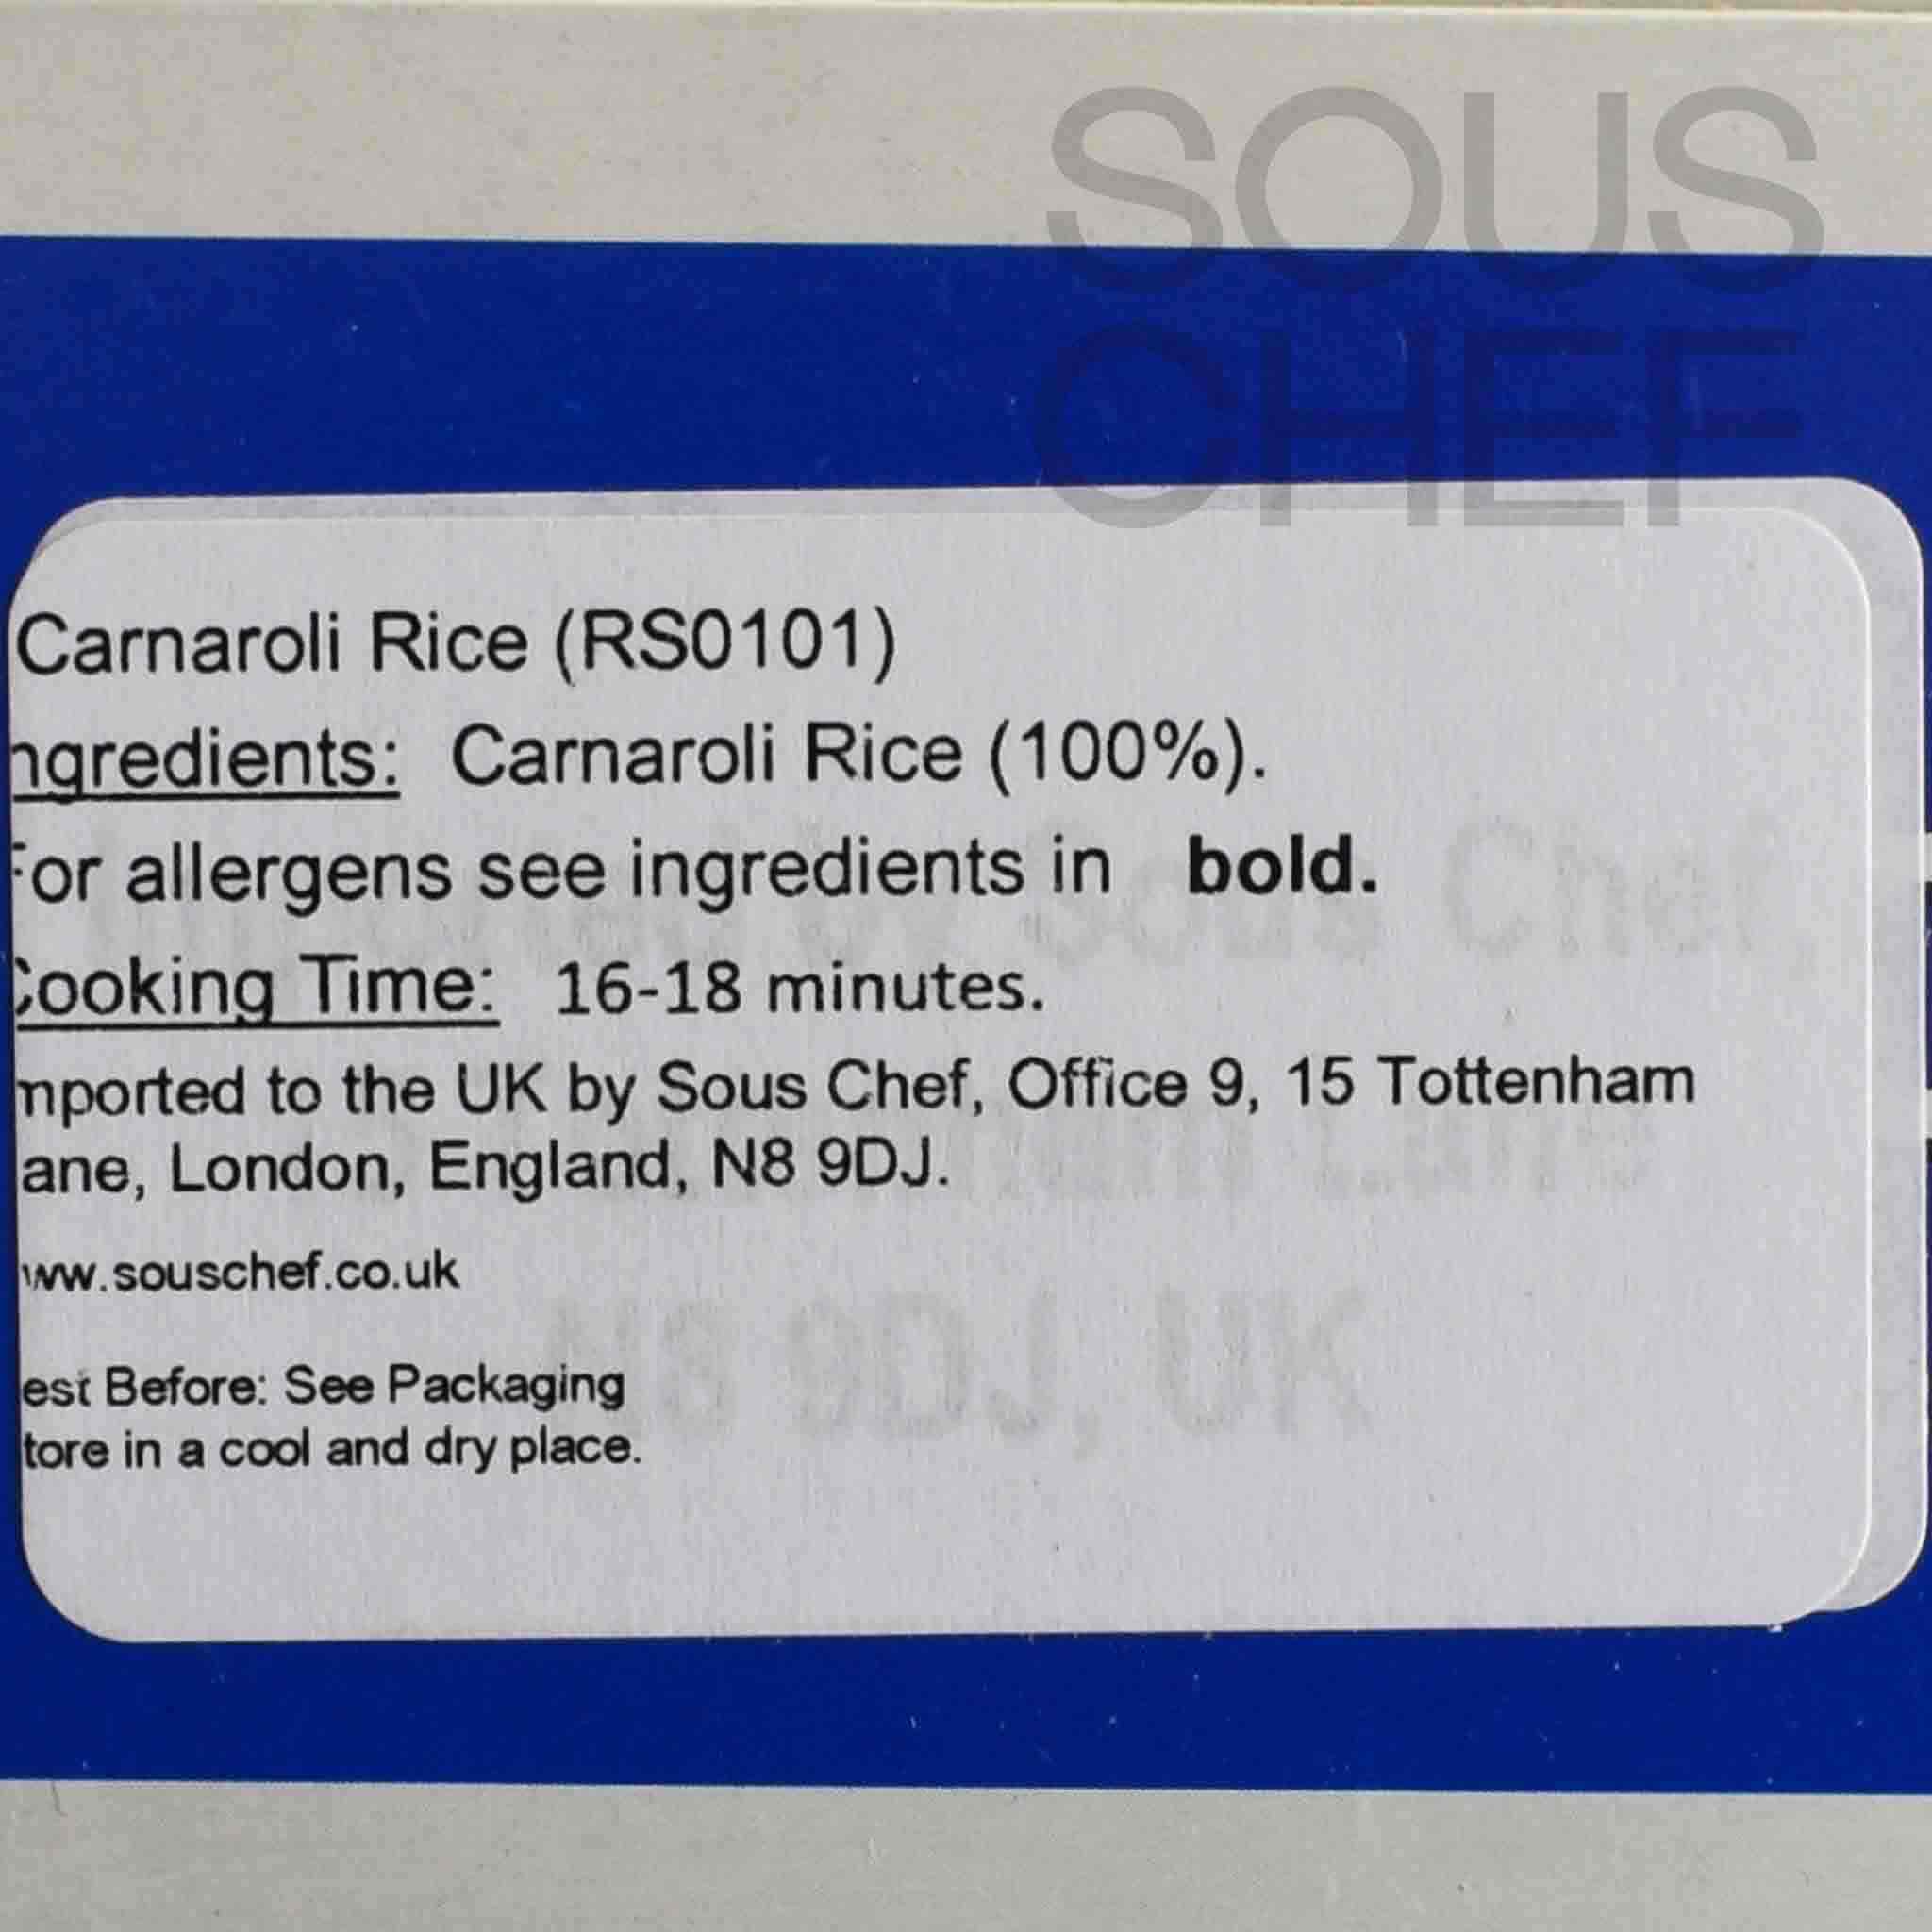 SOUS
CHEF
Carnaroli Rice (RS0101)
ngredients: Carnaroli Rice (100%).
For allergens see ingredients in bold.
Cooking Time: 16-18 minutes.
mported to the UK by Sous Chef, Office 9, 15 Tottenham
ane, London, England, N8 9DJ.
www.souschef.co.uk
est Before: See Packaging
tore in a cool and dry place.